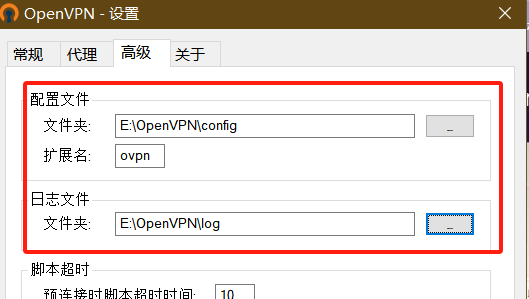 OpenVPN - 设置
常规 代理 高级 关于
配置文件
文件夹: E:\OpenVPN\config ...
扩展名: ovpn
日志文件
文件夹: E:\OpenVPN\log ...
脚本超时
预连接时脚本超时时间: 10